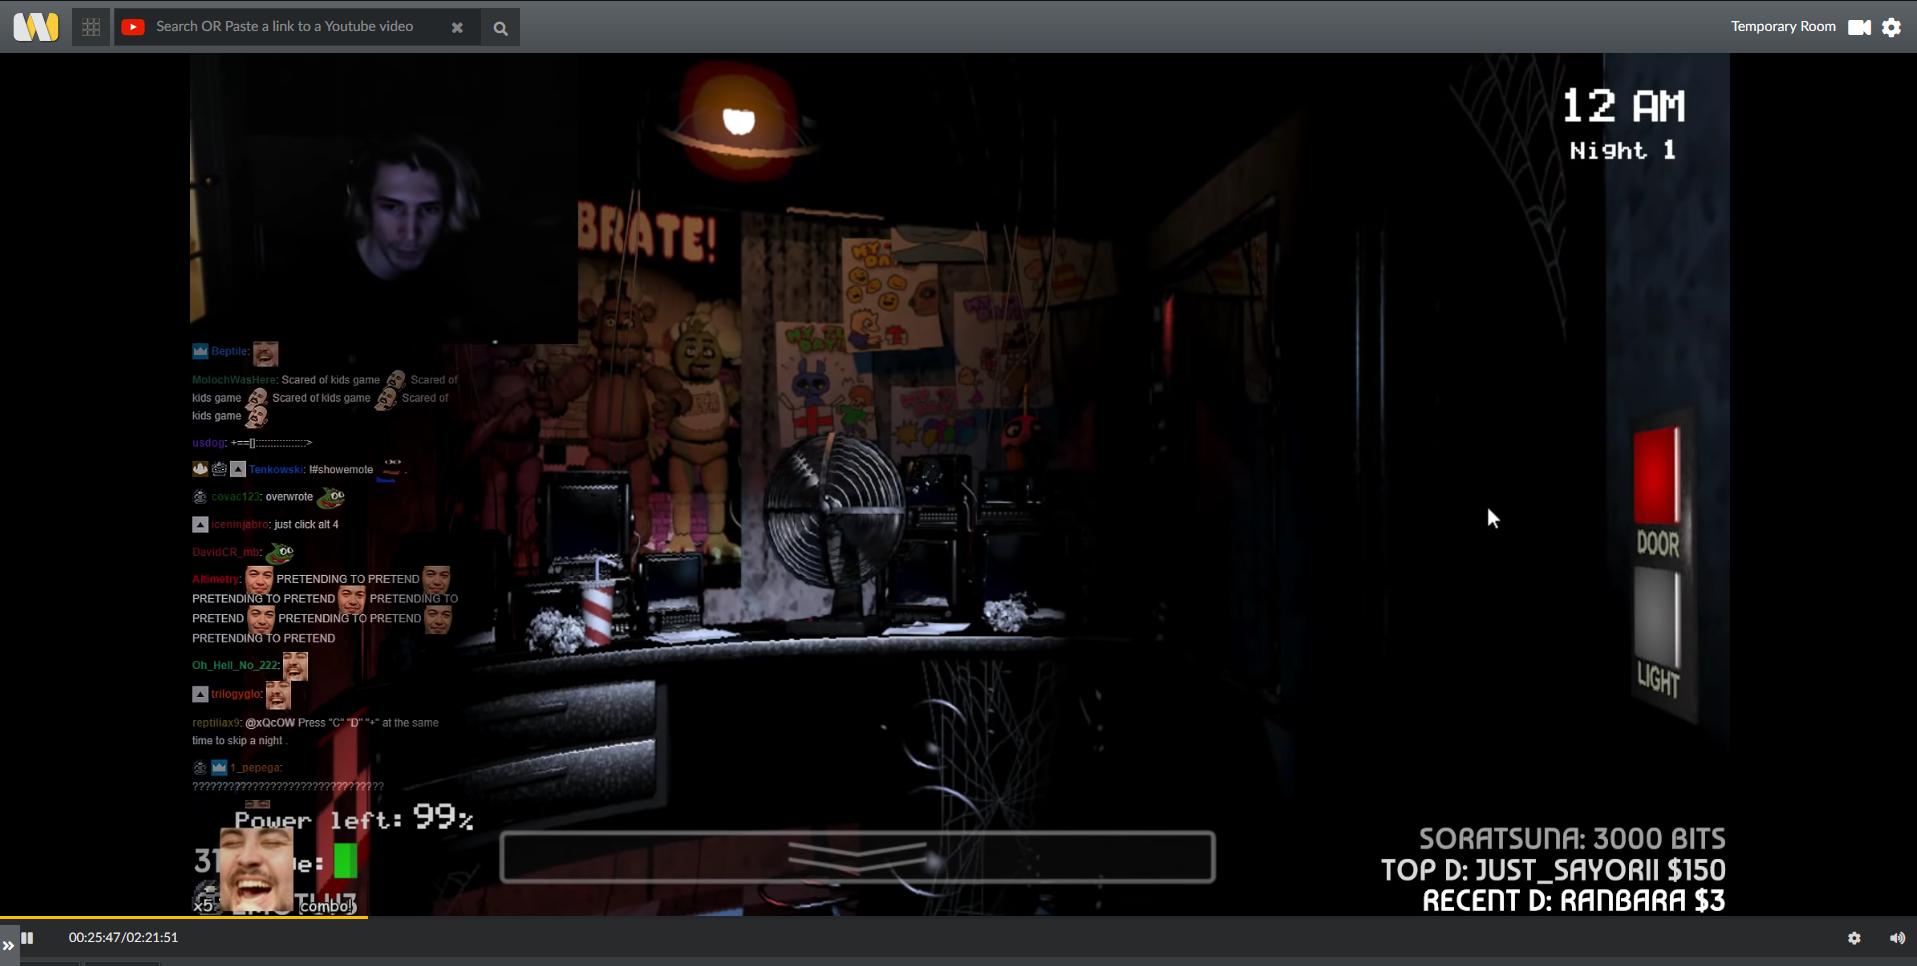 Search OR Paste a link to a Youtube video
Temporary Room
12 AM
Night 1
BRATE!
Beptile:
MolochWasHere: Scared of kids game Scared of
kids game Scared of kids game Scared of
kids game
usdog: +==[]::::::::::::::::>
Tenkowski: !#showemote .
covac123: overwrote
iceninjabro: just click alt 4
DavidCR_mb:
Altimetry: PRETENDING TO PRETEND
PRETENDING TO PRETEND PRETENDING TO
PRETEND PRETENDING TO PRETEND
PRETENDING TO PRETEND
Oh_Hell_No_222:
trilogyglo:
reptiliax9: @xQcOW Press "C" "D" "+" at the same
time to skip a night .
1_pepega:
????????????????????????????????
DOOR
LIGHT
Power left: 99%
31 e:
x5 combo!
SORATSUNA: 3000 BITS
TOP D: JUST_SAYORII $150
RECENT D: RANBARA $3
00:25:47/02:21:51